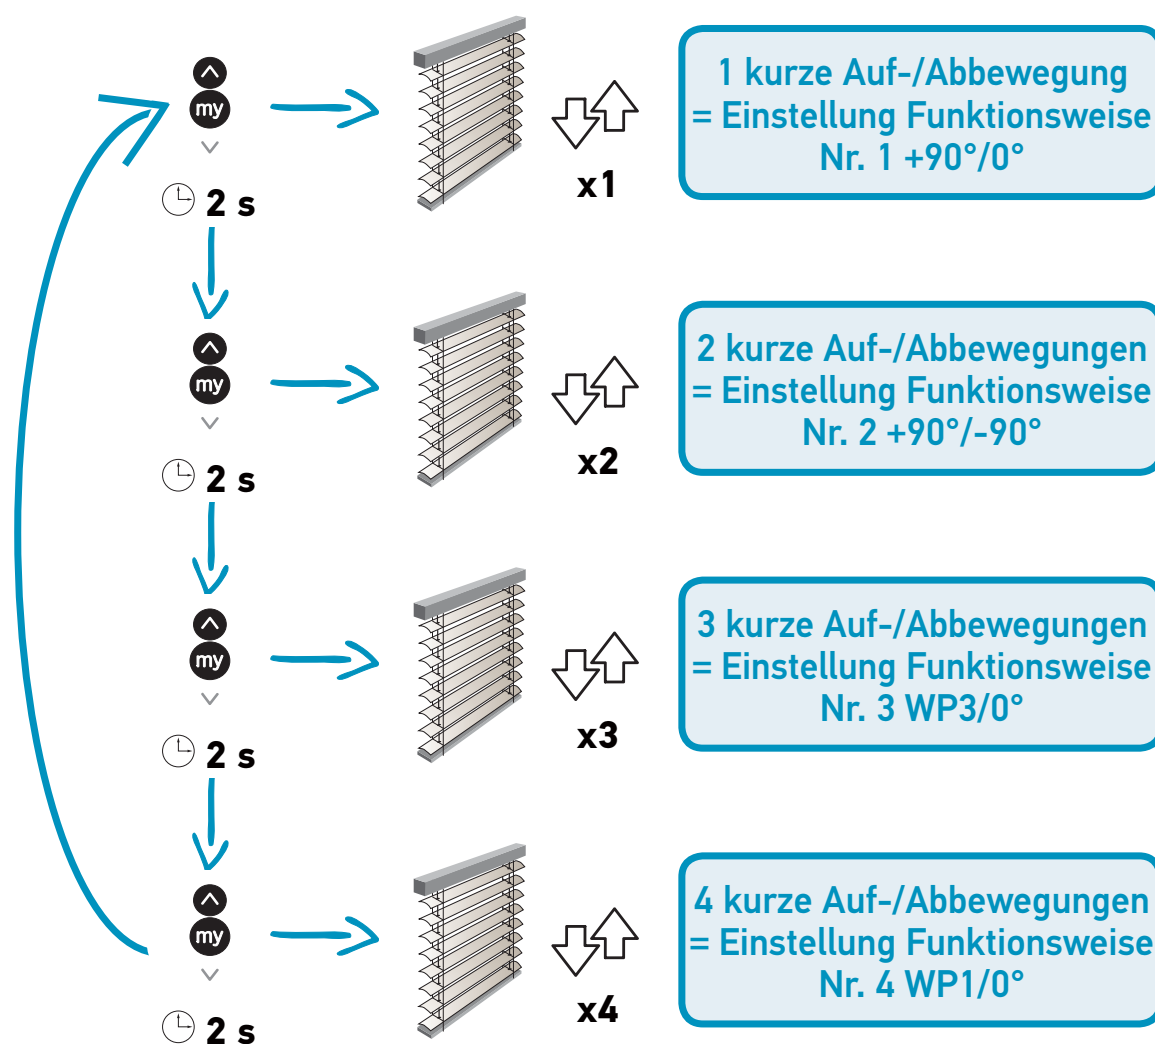 my
1 kurze Auf-/Abbewegung
= Einstellung Funktionsweise
Nr. 1 +90°/0°
x1
2 s
my
2 kurze Auf-/Abbewegungen
= Einstellung Funktionsweise
Nr. 2 +90°/-90°
x2
2 s
my
3 kurze Auf-/Abbewegungen
= Einstellung Funktionsweise
Nr. 3 WP3/0°
x3
2 s
my
4 kurze Auf-/Abbewegungen
= Einstellung Funktionsweise
Nr. 4 WP1/0°
x4
2 s